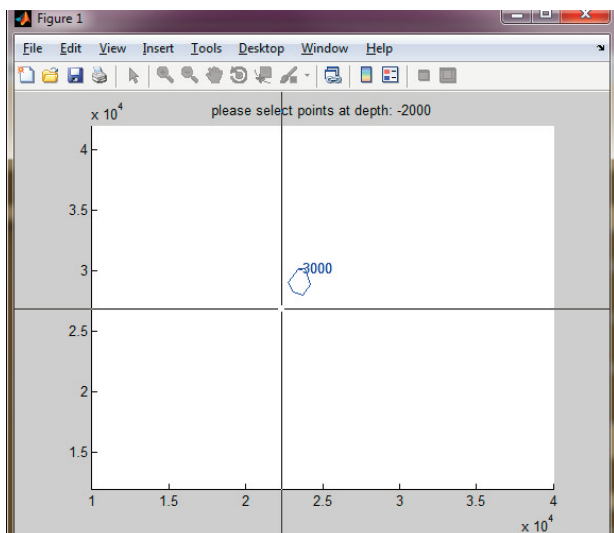 Figure 1
File Edit View Insert Tools Desktop Window Help
please select points at depth: -2000
x 10^4
4
3.5
3
2.5
2
1.5
-3000
1 1.5 2 2.5 3 3.5 4
x 10^4